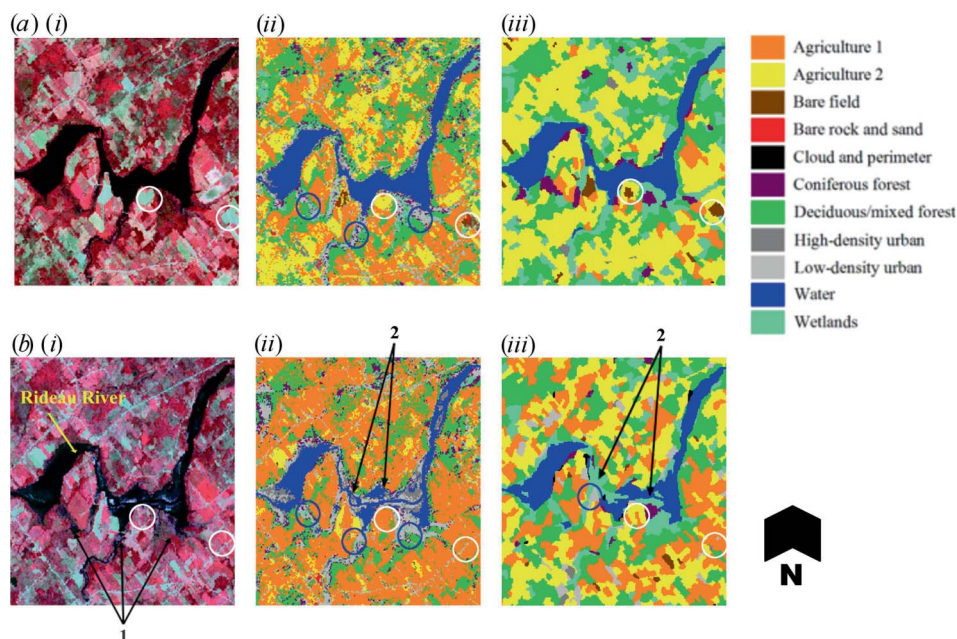 (a) (i)
(ii)
(iii)
Agriculture 1
Agriculture 2
Bare field
Bare rock and sand
Cloud and perimeter
Coniferous forest
Deciduous/mixed forest
High-density urban
Low-density urban
Water
Wetlands
(b) (i)
(ii)
2
(iii)
2
Rideau River
1
N